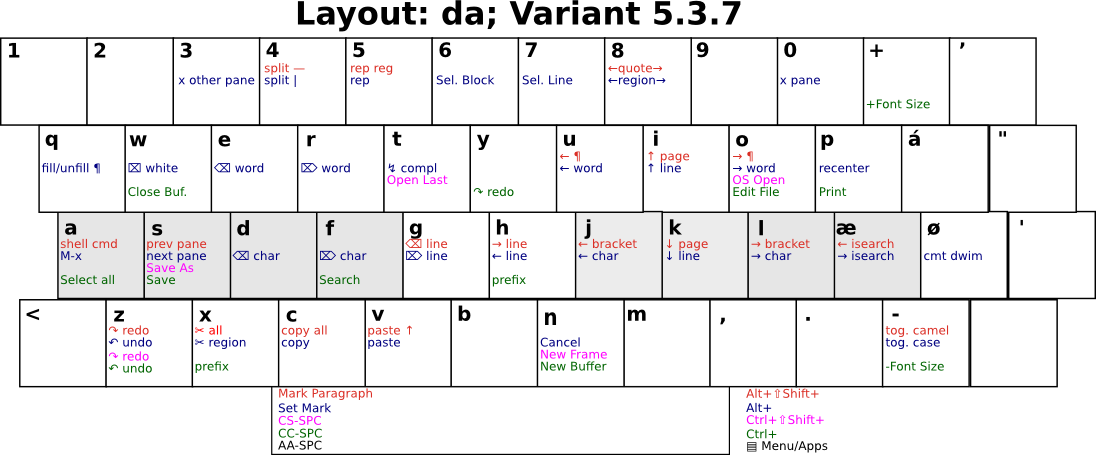 Layout: da; Variant 5.3.7
1
2
3
x other pane
4
split —
split |
5
rep reg
rep
6
Sel. Block
7
Sel. Line
8
←quote→
←region→
9
0
x pane
+
+Font Size
’
q
fill/unfill ¶
w
⌧ white
Close Buf.
e
⌫ word
r
⌦ word
t
↯ compl
Open Last
y
↷ redo
u
← ¶
← word
i
↑ page
↑ line
o
→ ¶
→ word
OS Open
Edit File
p
recenter
Print
á
"
a
shell cmd
M-x
Select all
s
prev pane
next pane
Save As
Save
d
⌫ char
f
⌦ char
Search
g
⌫ line
⌦ line
h
→ line
← line
prefix
j
← bracket
← char
k
↓ page
↓ line
l
→ bracket
→ char
æ
← isearch
→ isearch
ø
cmt dwim
'
<
z
↷ redo
↶ undo
↷ redo
↶ undo
x
✂ all
✂ region
prefix
c
copy all
copy
v
paste ↑
paste
b
n
Cancel
New Frame
New Buffer
m
,
.
-
tog. camel
tog. case
-Font Size
Mark Paragraph
Set Mark
CS-SPC
CC-SPC
AA-SPC
Alt+⇧Shift+
Alt+
Ctrl+⇧Shift+
Ctrl+
▤ Menu/Apps